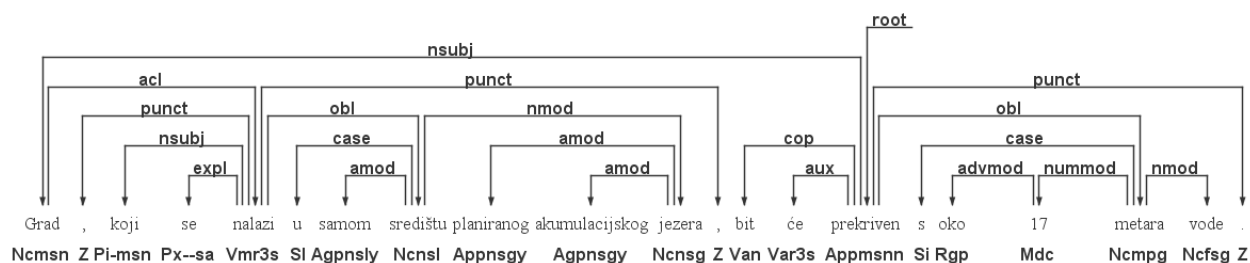 root
nsubj
acl punct punct
punct obl nmod obl
nsubj case amod cop case
expl amod amod aux advmod nummod nmod
Grad , koji se nalazi u samom središtu planiranog akumulacijskog jezera , bit će prekriven s oko 17 metara vode .
Ncmsn Z Pi-msn Px--sa Vmr3s Sl Agpnsly Ncnsl Appnsgy Agpnsgy Ncnsg Z Van Var3s Appmsnn Si Rgp Mdc Ncmpg Ncfsg Z